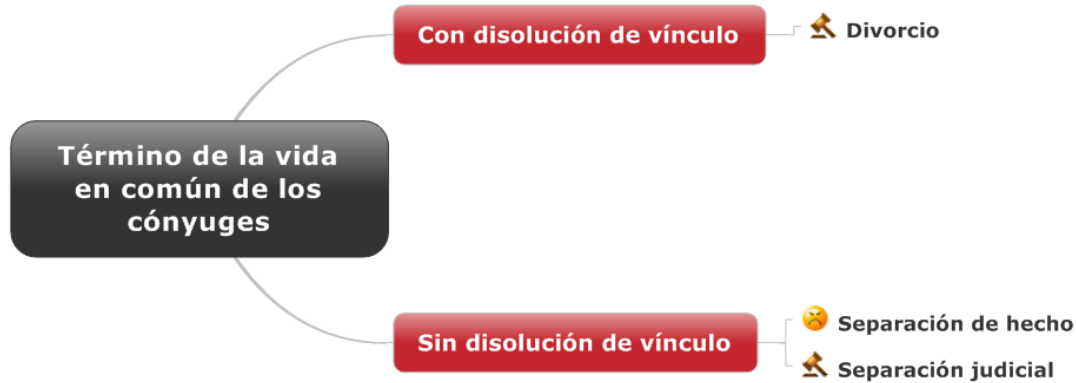 Con disolución de vínculo
Divorcio
Término de la vida
en común de los
cónyuges
Sin disolución de vínculo
Separación de hecho
Separación judicial